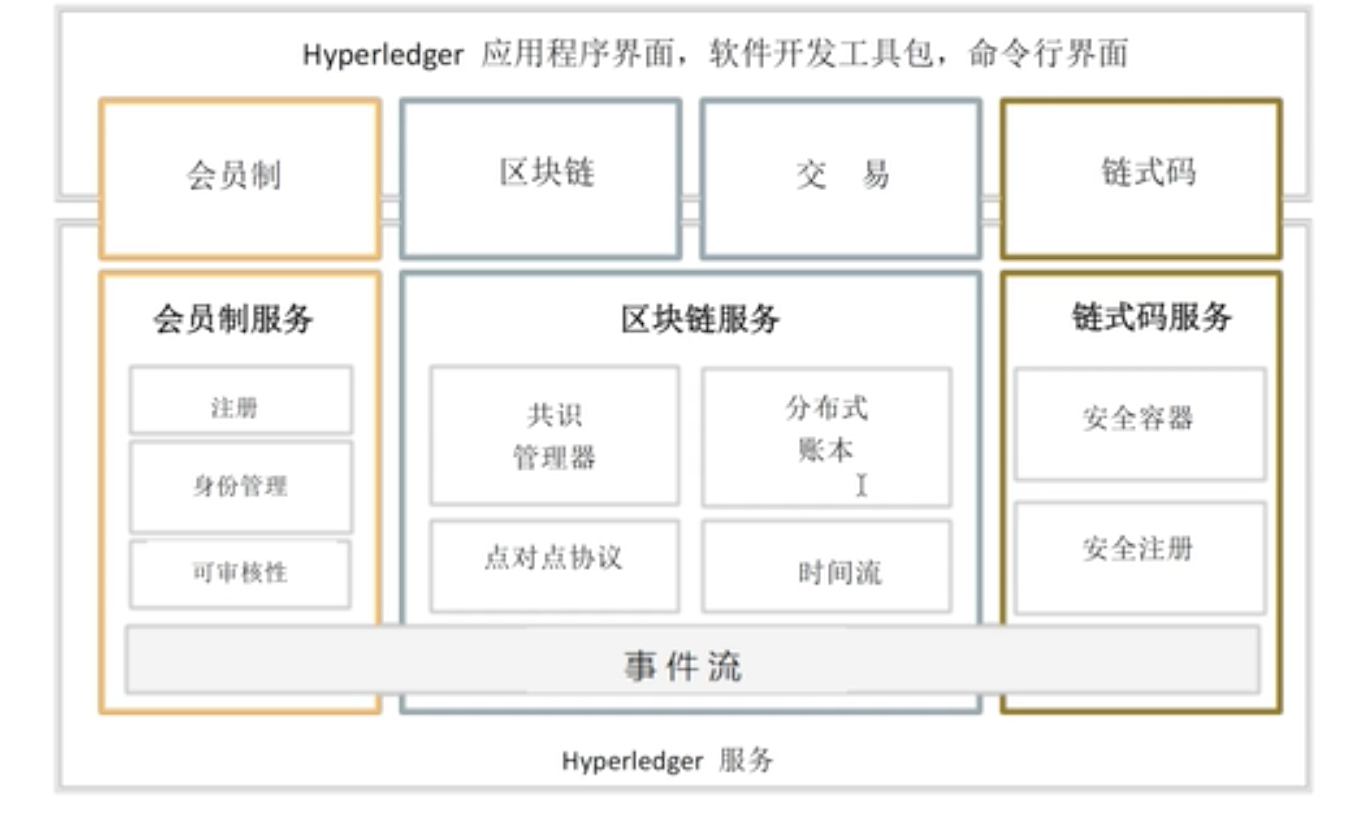 Hyperledger 应用程序界面，软件开发工具包，命令行界面
会员制
区块链
交 易
链式码
会员制服务
注册
身份管理
可审核性
区块链服务
共识
管理器
分布式
账本
点对点协议
时间流
链式码服务
安全容器
安全注册
事件流
Hyperledger 服务